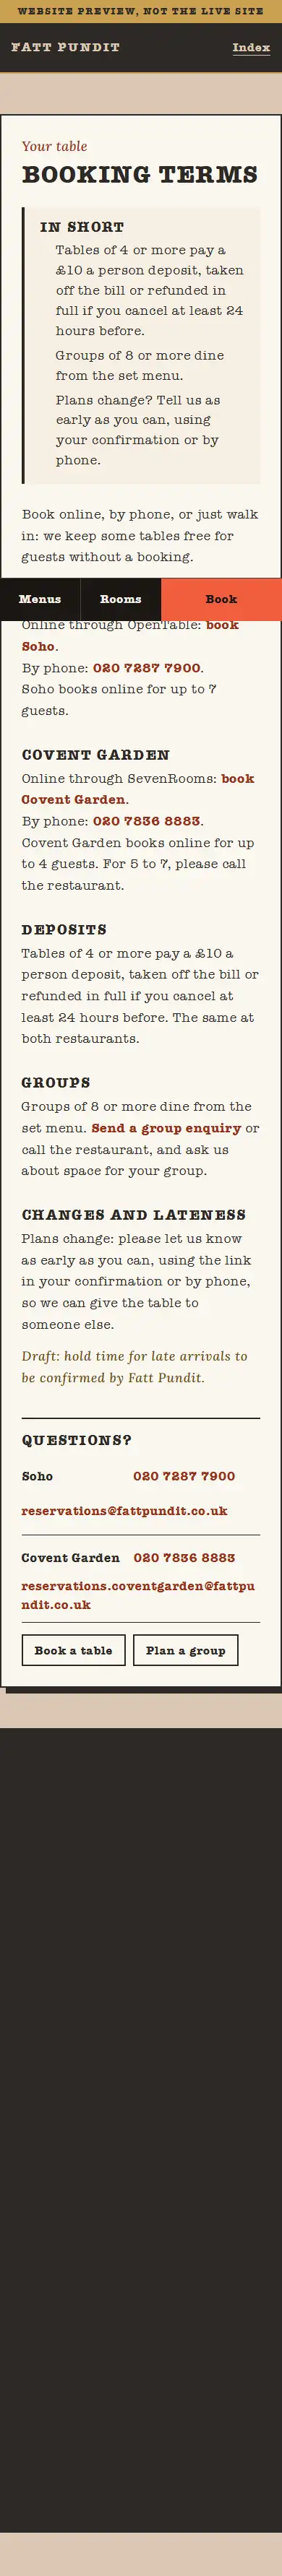 WEBSITE PREVIEW, NOT THE LIVE SITE
FATT PUNDIT
Index
Your table
BOOKING TERMS
IN SHORT
Tables of 4 or more pay a
£10 a person deposit, taken
off the bill or refunded in
full if you cancel at least 24
hours before.
Groups of 8 or more dine
from the set menu.
Plans change? Tell us as
early as you can, using
your confirmation or by
phone.
Book online, by phone, or just walk
in: we keep some tables free for
guests without a booking.
Menus
Rooms
Book
Online through OpenTable: book
Soho.
By phone: 020 7287 7900.
Soho books online for up to 7
guests.
COVENT GARDEN
Online through SevenRooms: book
Covent Garden.
By phone: 020 7836 8883.
Covent Garden books online for up
to 4 guests. For 5 to 7, please call
the restaurant.
DEPOSITS
Tables of 4 or more pay a £10 a
person deposit, taken off the bill or
refunded in full if you cancel at
least 24 hours before. The same at
both restaurants.
GROUPS
Groups of 8 or more dine from the
set menu. Send a group enquiry or
call the restaurant, and ask us
about space for your group.
CHANGES AND LATENESS
Plans change: please let us know
as early as you can, using the link
in your confirmation or by phone,
so we can give the table to
someone else.
Draft: hold time for late arrivals to
be confirmed by Fatt Pundit.
QUESTIONS?
Soho 020 7287 7900
reservations@fattpundit.co.uk
Covent Garden 020 7836 8883
reservations.coventgarden@fattpu
ndit.co.uk
Book a table
Plan a group